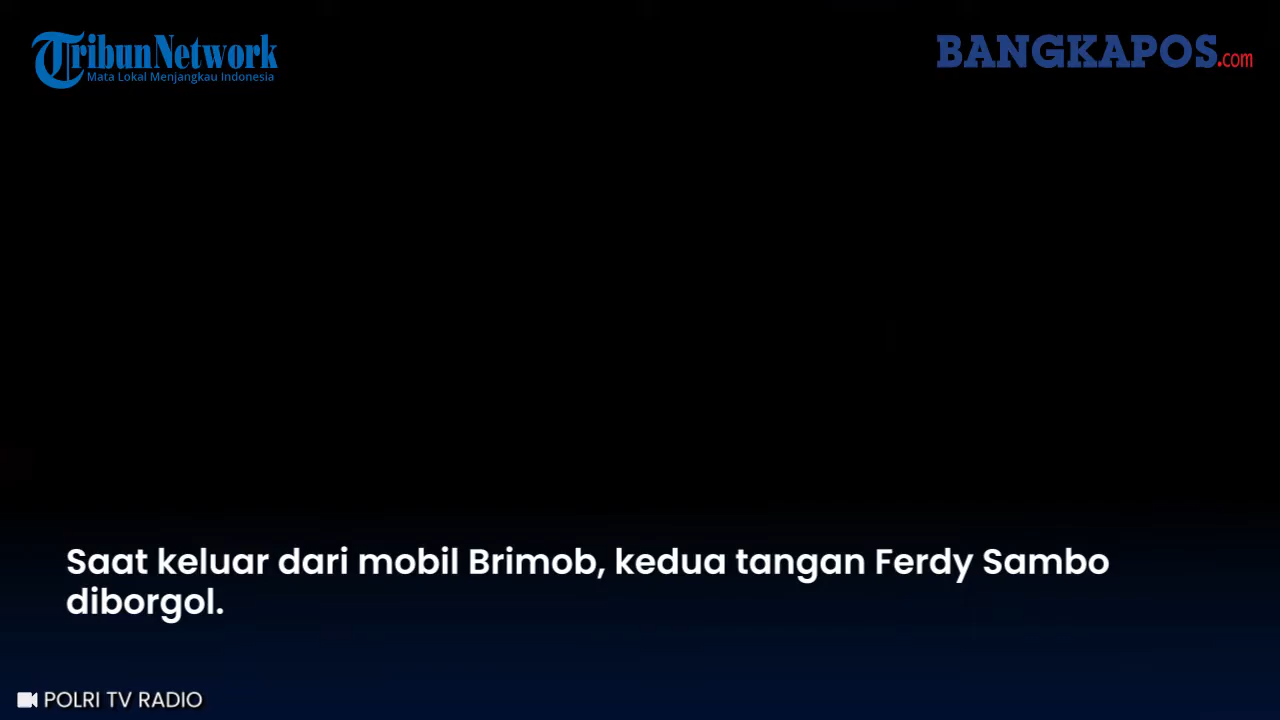 TribunNetwork
Mata Lokal Menjangkau Indonesia
BANGKAPOS.com
Saat keluar dari mobil Brimob, kedua tangan Ferdy Sambo
diborgol.
POLRI TV RADIO